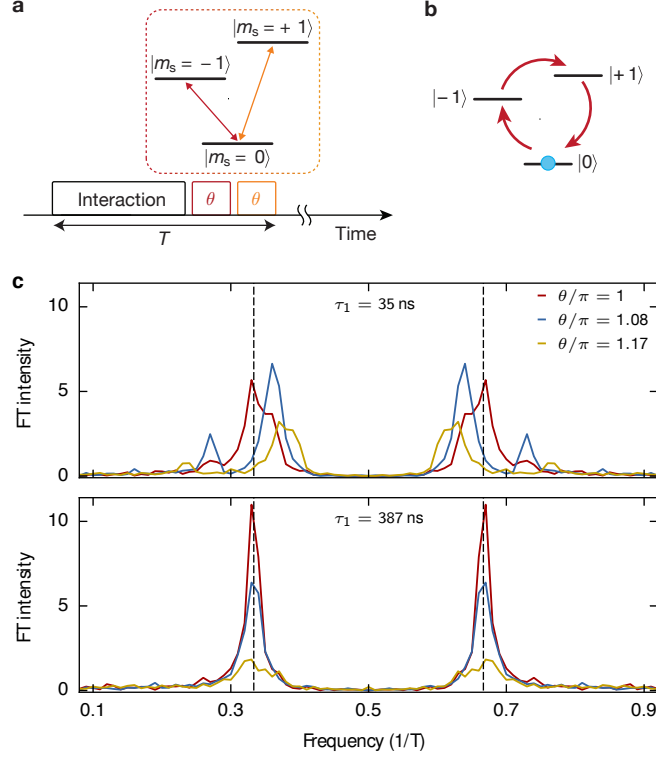 a
|m_s = + 1⟩
|m_s = − 1⟩
|m_s = 0⟩
Interaction θ θ
T
Time
b
|+ 1⟩
|− 1⟩
|0⟩
c
10
5
0
FT intensity
τ₁ = 35 ns
θ/π = 1
θ/π = 1.08
θ/π = 1.17
10
5
0
FT intensity
τ₁ = 387 ns
0.1 0.3 0.5 0.7 0.9
Frequency (1/T)